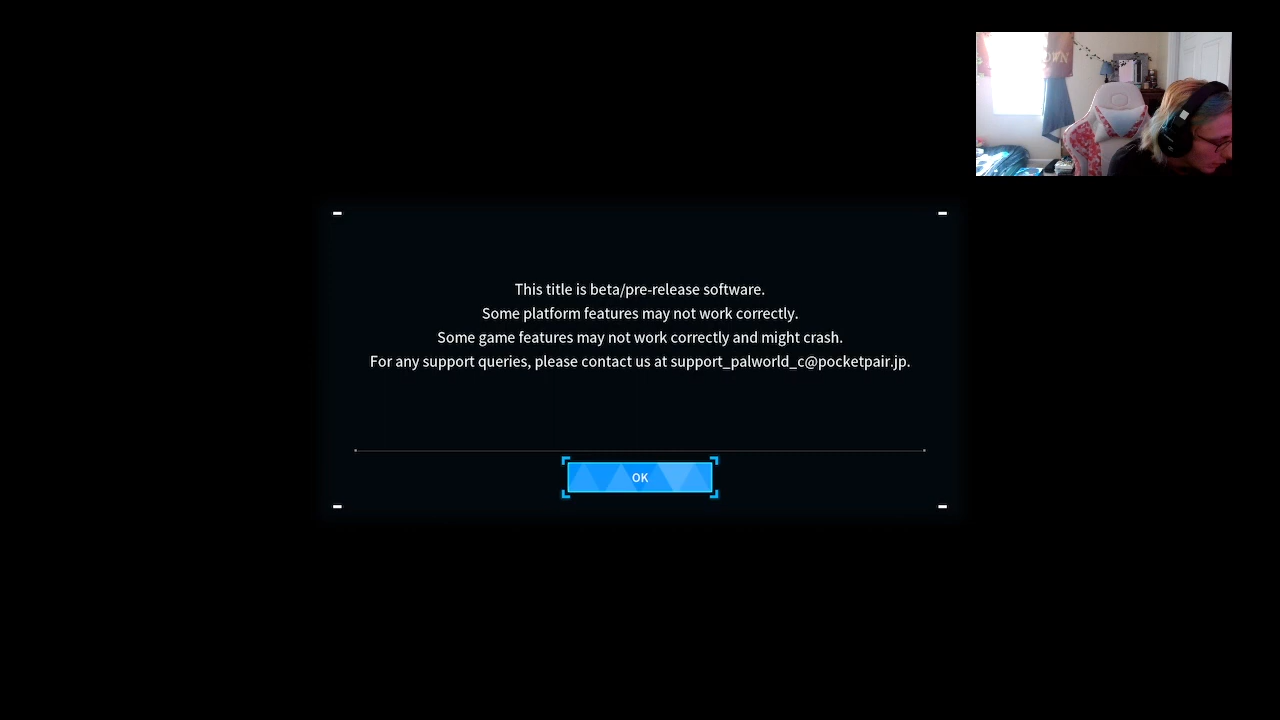 This title is beta/pre-release software.
Some platform features may not work correctly.
Some game features may not work correctly and might crash.
For any support queries, please contact us at support_palworld_c@pocketpair.jp.
OK